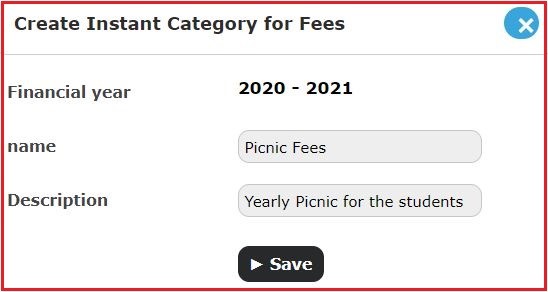 Create Instant Category for Fees
Financial year 2020 - 2021
name Picnic Fees
Description Yearly Picnic for the students
► Save